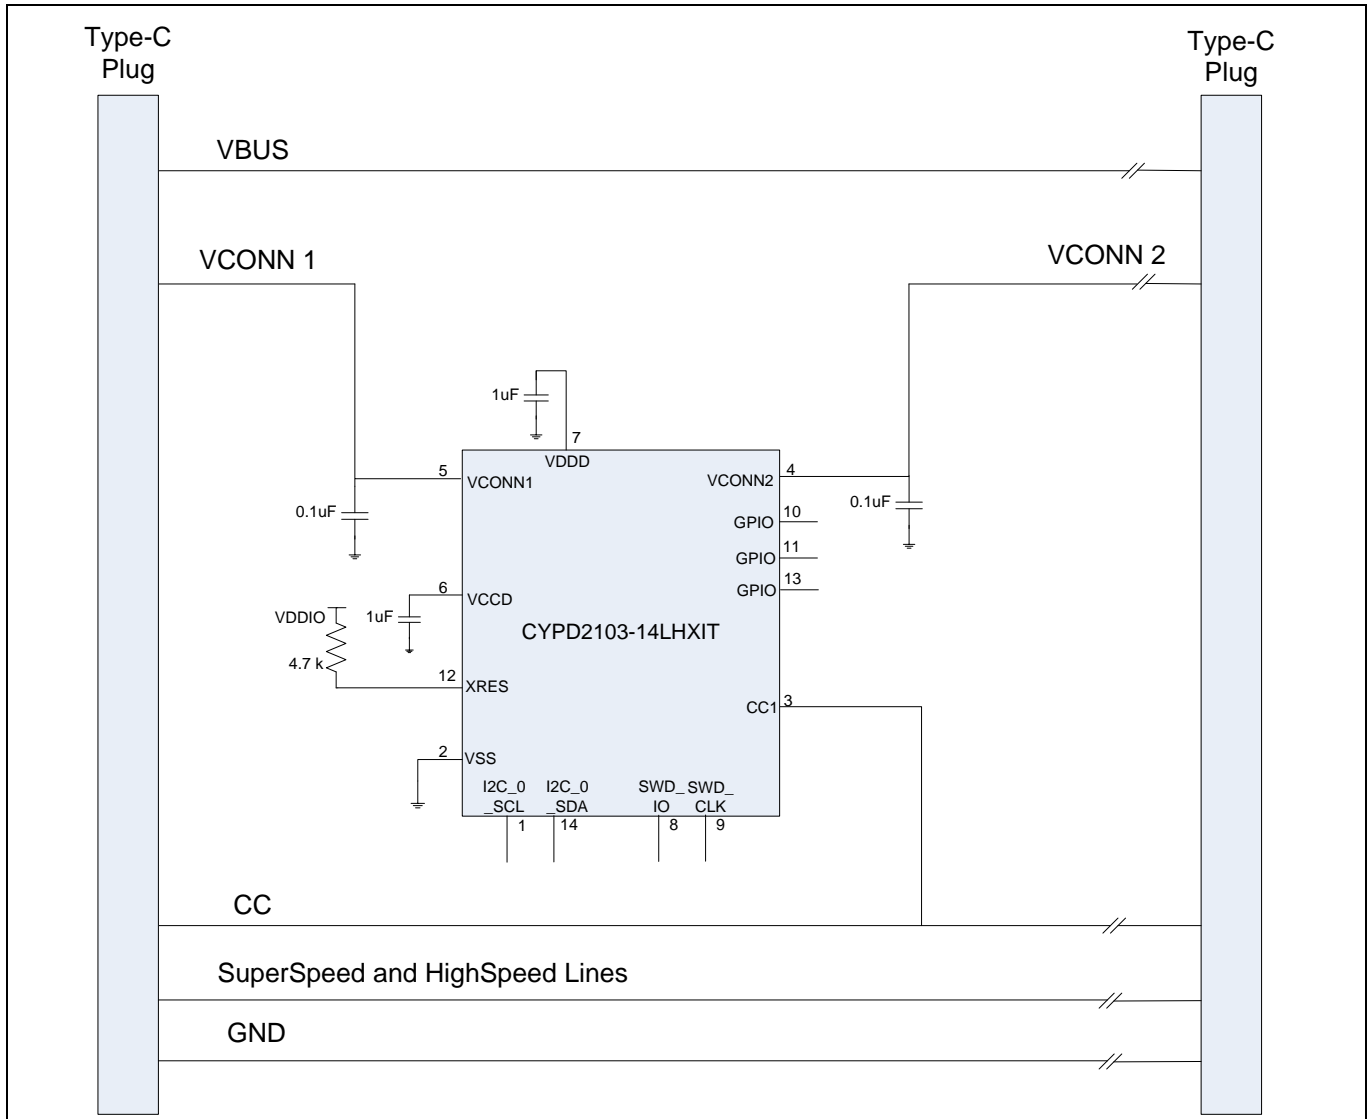 Type-C
Plug
Type-C
Plug
VBUS
VCONN 1
VCONN 2
1uF
7
VDDD
5
VCONN1
4
VCONN2
0.1uF
0.1uF
10
GPIO
11
GPIO
13
GPIO
6
VCCD
VDDIO
1uF
CYPD2103-14LHXIT
4.7 k
12
XRES
3
CC1
2
VSS
I2C_0
_SCL
I2C_0
_SDA
SWD_
IO
SWD_
CLK
1
14
8
9
CC
SuperSpeed and HighSpeed Lines
GND